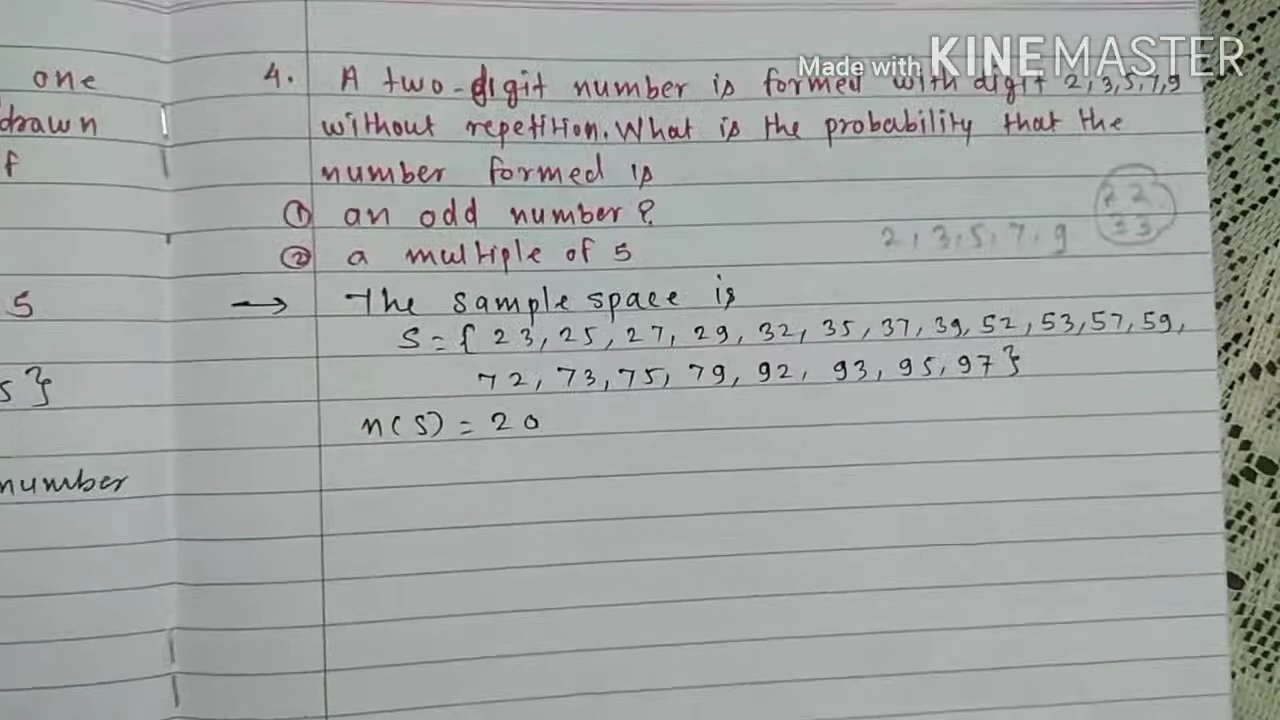 one
drawn
f
5
s}
number
Made with KINEMASTER
4. A two-digit number is formed with digit 2,3,5,7,9
without repetition. What is the probability that the
number formed is
① an odd number?
② a multiple of 5
2,3,5,7,9
22
33
→ The sample space is
S = { 23, 25, 27, 29, 32, 35, 37, 39, 52, 53, 57, 59,
72, 73, 75, 79, 92, 93, 95, 97 }
n(S) = 20